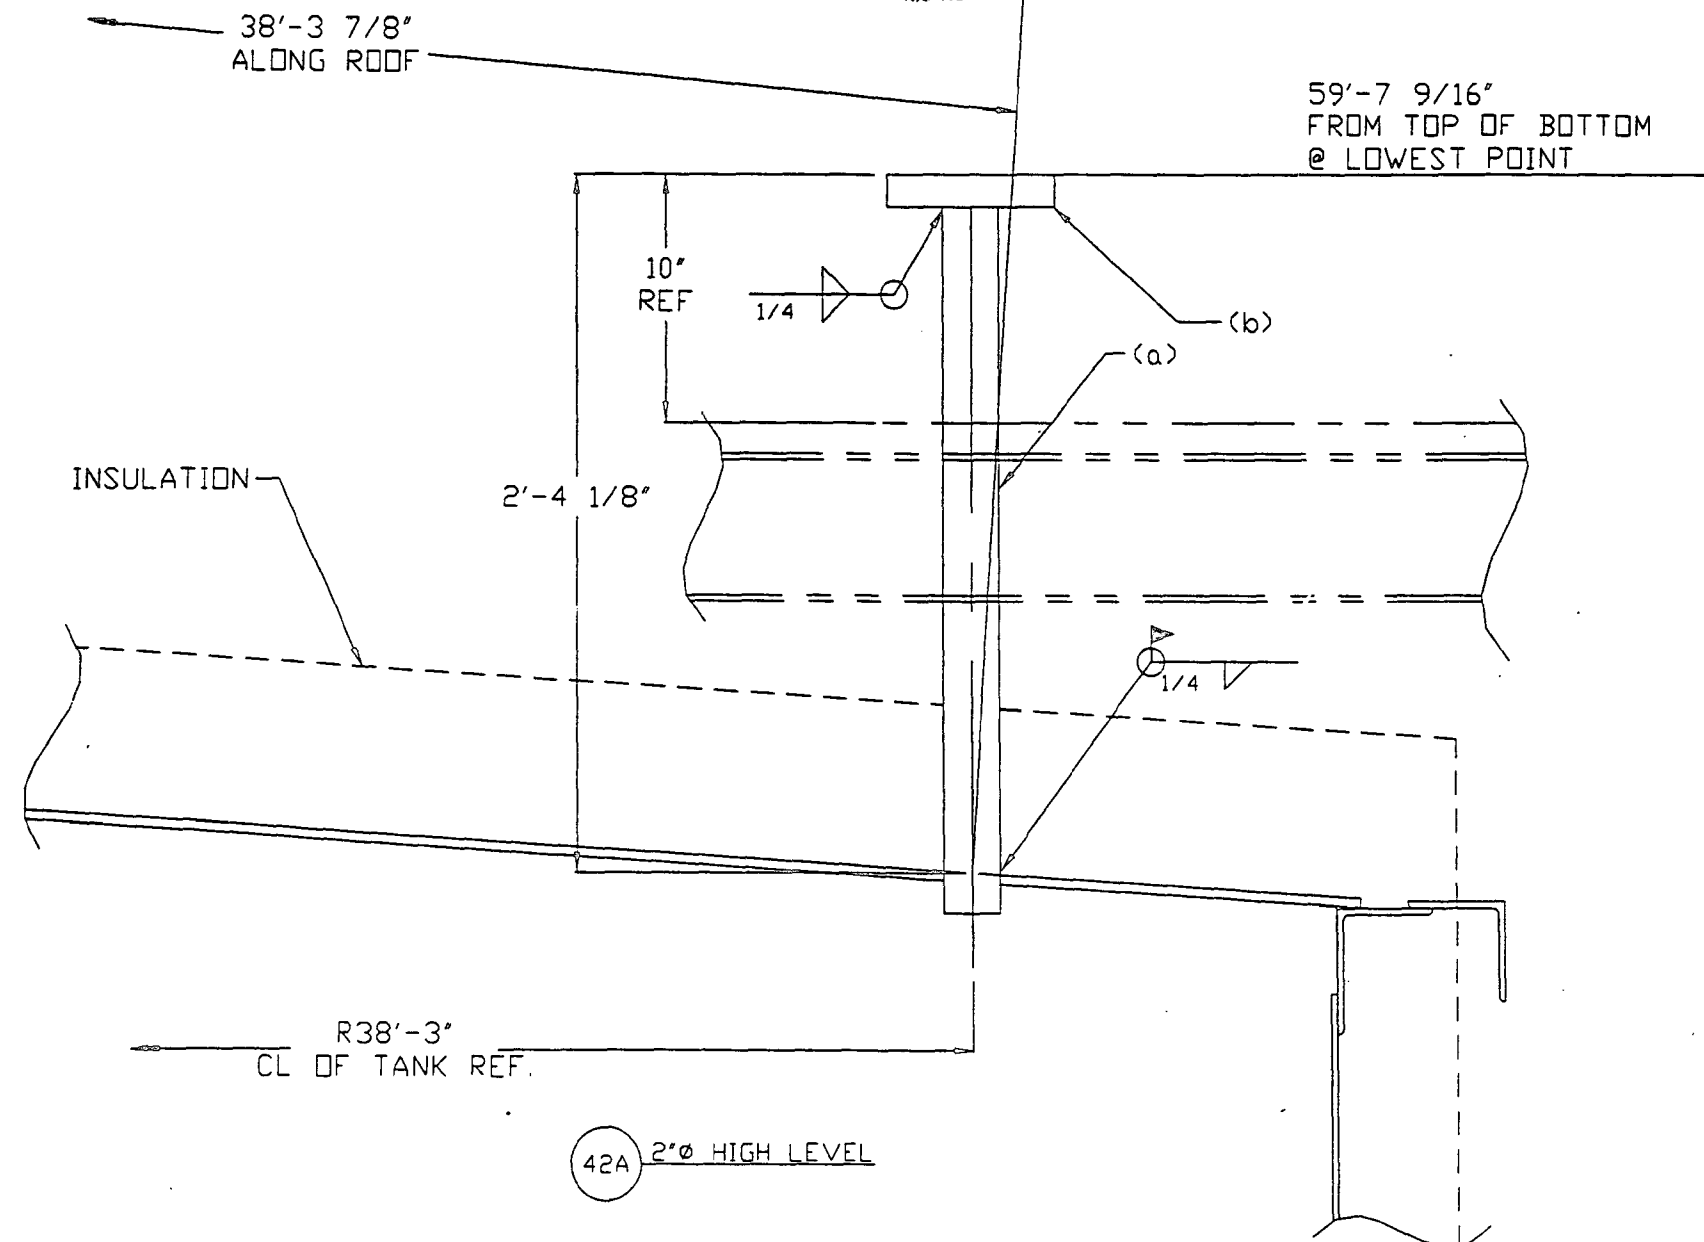 38'-3 7/8"
ALONG ROOF
59'-7 9/16"
FROM TOP OF BOTTOM
@ LOWEST POINT
10"
REF
1/4
(b)
(a)
INSULATION
2'-4 1/8"
1/4
R38'-3"
CL OF TANK REF.
42A
2"ø HIGH LEVEL